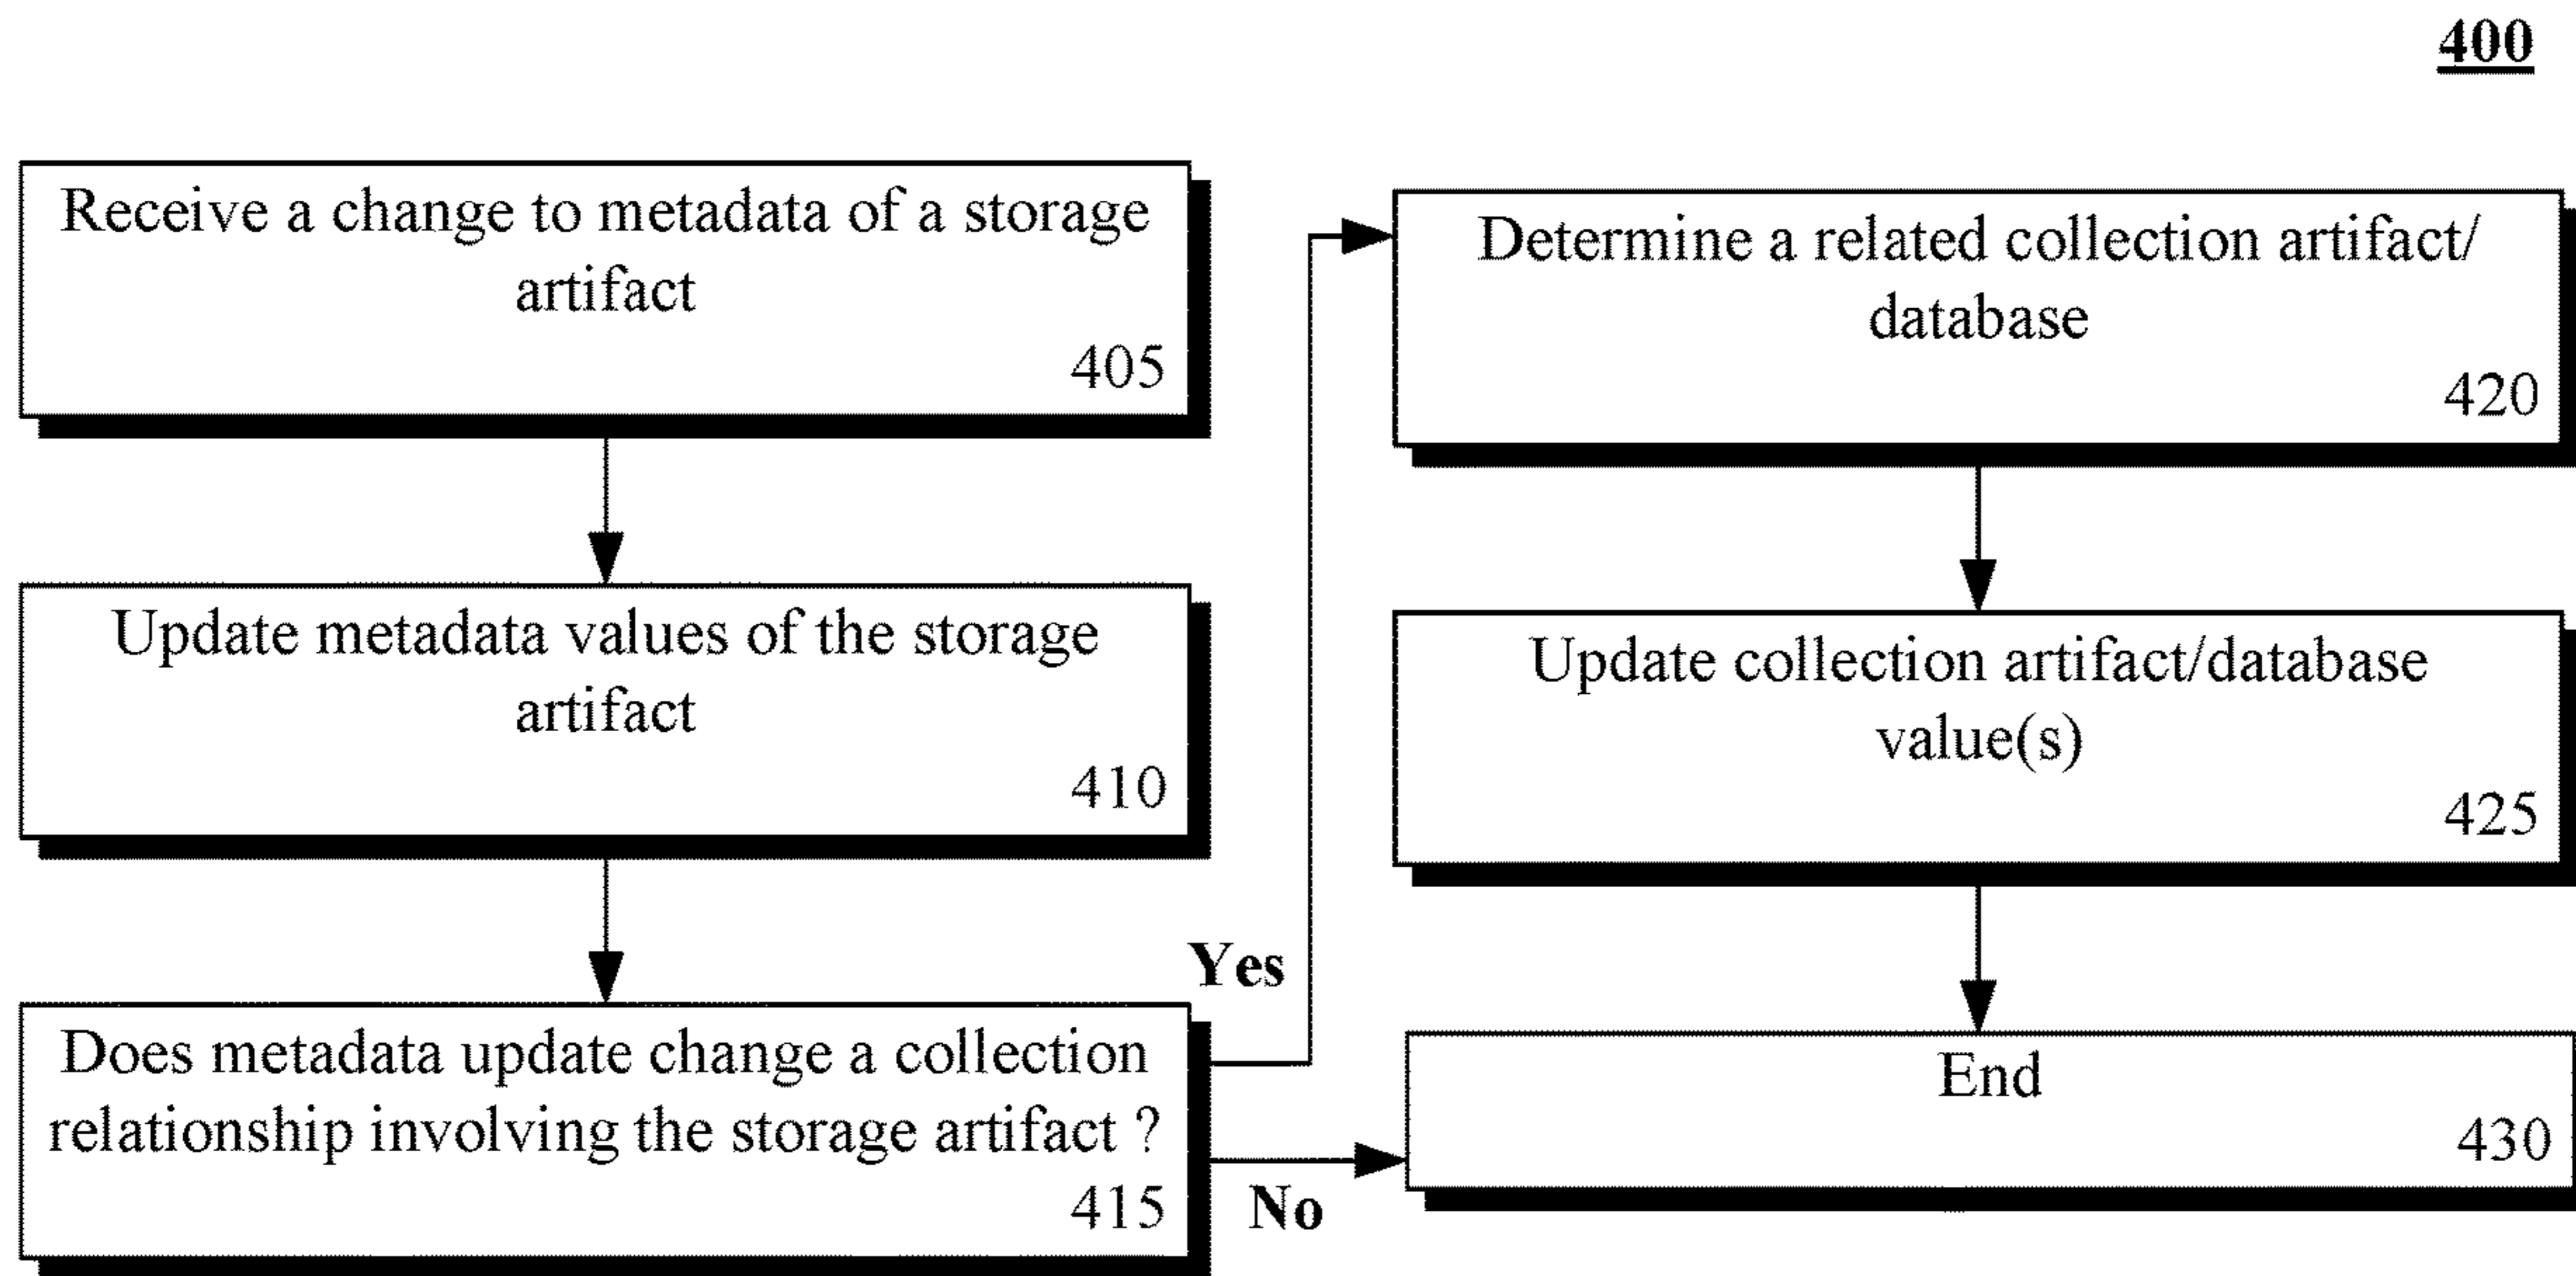 400
Receive a change to metadata of a storage
artifact
405
Update metadata values of the storage
artifact
410
Does metadata update change a collection
relationship involving the storage artifact ?
415
Yes
No
Determine a related collection artifact/
database
420
Update collection artifact/database
value(s)
425
End
430